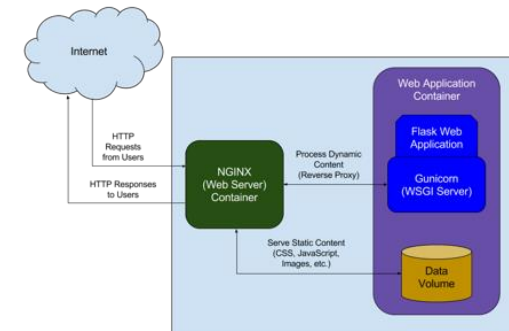 Internet
Web Application
Container
Flask Web
Application
HTTP
Requests
from Users
NGINX
(Web Server)
Container
Process Dynamic
Content
(Reverse Proxy)
Gunicorn
(WSGI Server)
HTTP Responses
to Users
Serve Static Content
(CSS, JavaScript,
Images, etc.)
Data
Volume